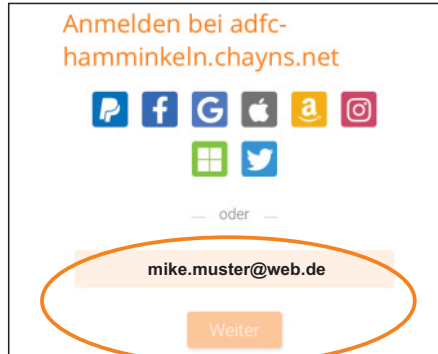 Anmelden bei adfc-
hamminkeln.chayns.net
oder
mike.muster@web.de
Weiter